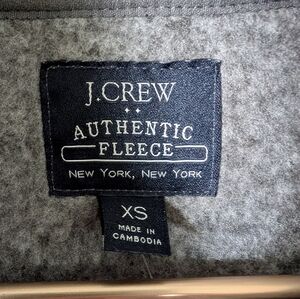 J.CREW
AUTHENTIC
FLEECE
NEW YORK, NEW YORK
XS
MADE IN
CAMBODIA